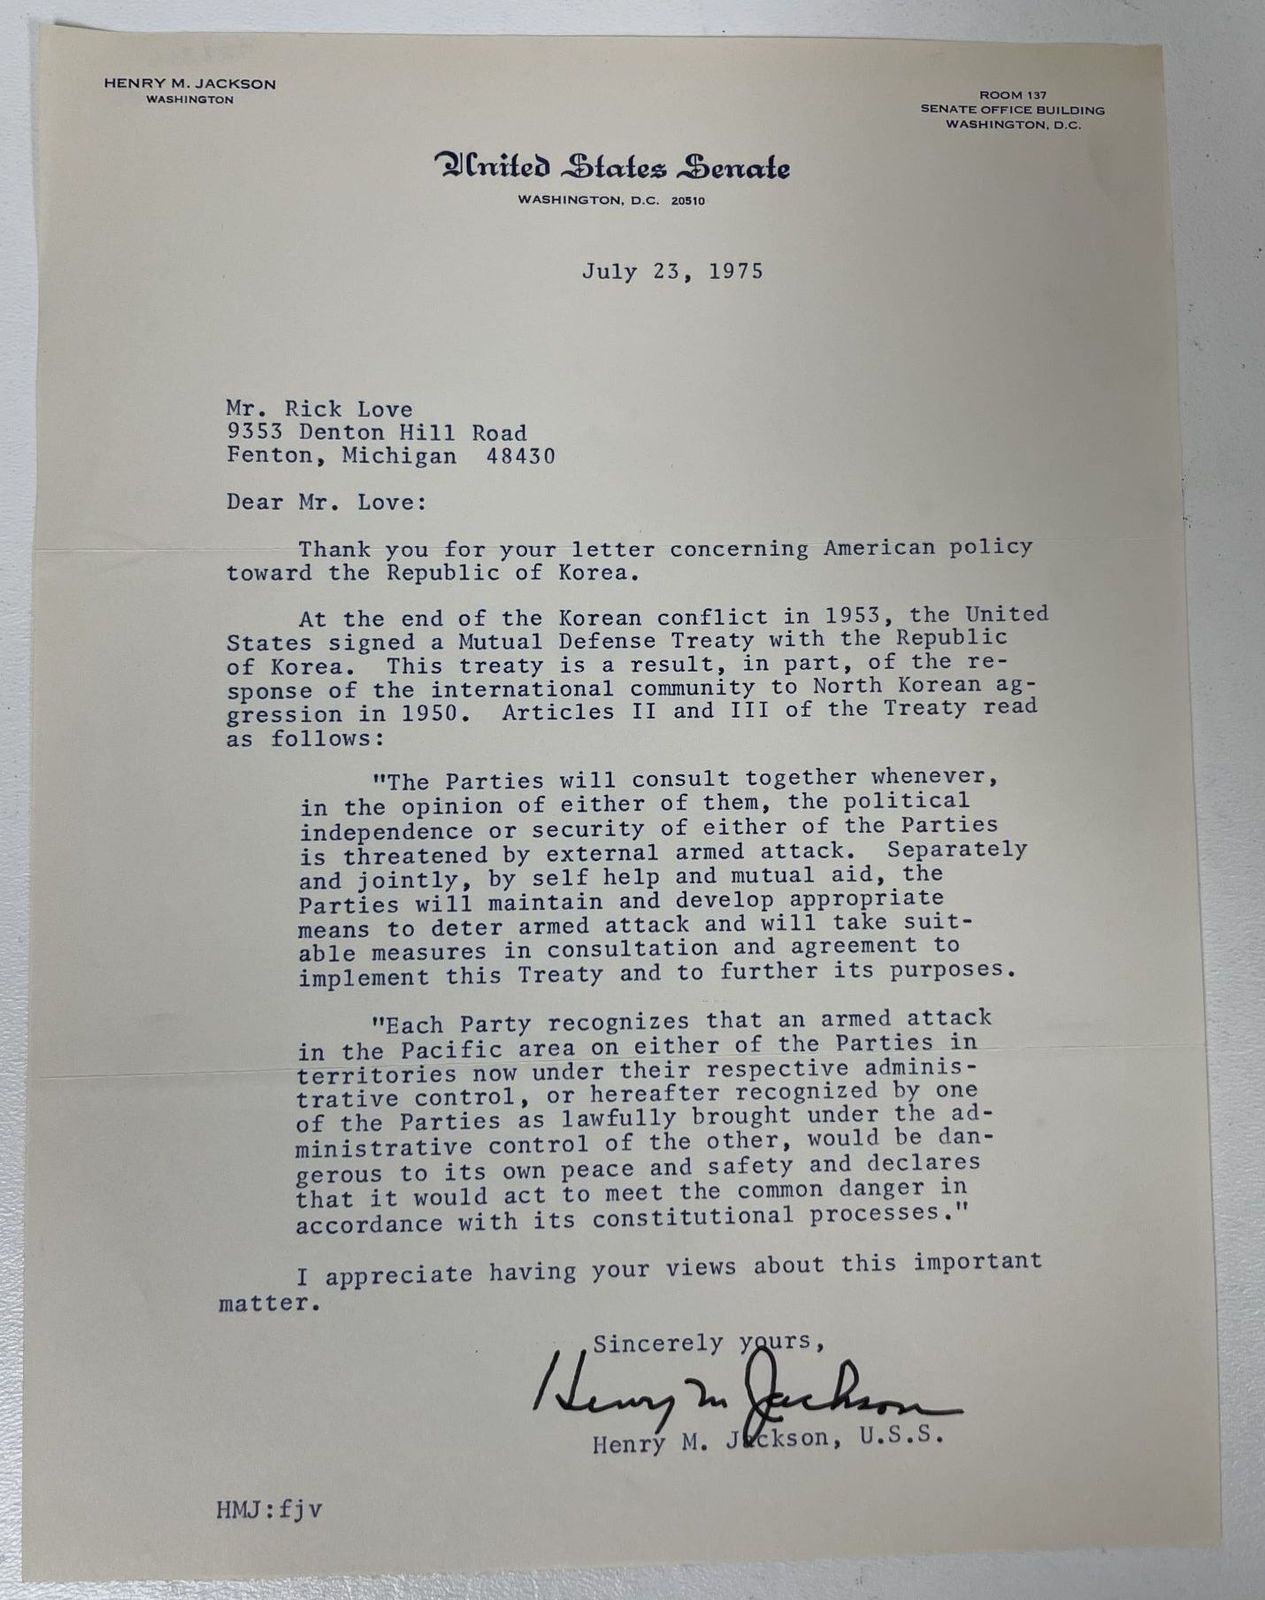 HENRY M. JACKSON
WASHINGTON
ROOM 137
SENATE OFFICE BUILDING
WASHINGTON, D.C.
United States Senate
WASHINGTON, D.C. 20510
July 23, 1975
Mr. Rick Love
9353 Denton Hill Road
Fenton, Michigan 48430
Dear Mr. Love:
Thank you for your letter concerning American policy
toward the Republic of Korea.
At the end of the Korean conflict in 1953, the United
States signed a Mutual Defense Treaty with the Republic
of Korea. This treaty is a result, in part, of the re-
sponse of the international community to North Korean ag-
gression in 1950. Articles II and III of the Treaty read
as follows:
"The Parties will consult together whenever,
in the opinion of either of them, the political
independence or security of either of the Parties
is threatened by external armed attack. Separately
and jointly, by self help and mutual aid, the
Parties will maintain and develop appropriate
means to deter armed attack and will take suit-
able measures in consultation and agreement to
implement this Treaty and to further its purposes.
"Each Party recognizes that an armed attack
in the Pacific area on either of the Parties in
territories now under their respective adminis-
trative control, or hereafter recognized by one
of the Parties as lawfully brought under the ad-
ministrative control of the other, would be dan-
gerous to its own peace and safety and declares
that it would act to meet the common danger in
accordance with its constitutional processes."
I appreciate having your views about this important
matter.
Sincerely yours,
Henry M Jackson
Henry M. Jackson, U.S.S.
HMJ:fjv